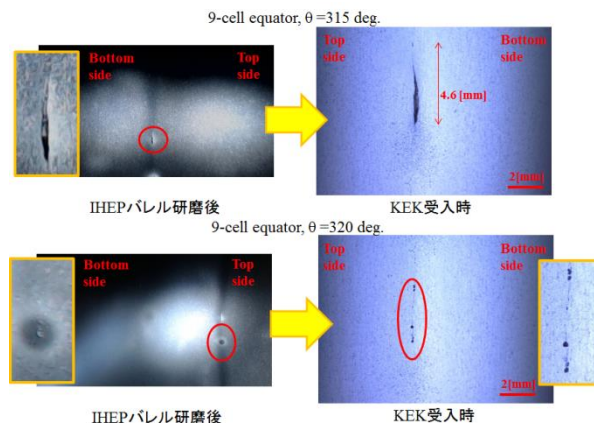 9-cell equator, θ =315 deg.
Bottom side
Top side
Top side
Bottom side
4.6 [mm]
2[mm]
IHEPバレル研磨後
KEK受入時
9-cell equator, θ =320 deg.
Bottom side
Top side
Top side
Bottom side
2[mm]
IHEPバレル研磨後
KEK受入時